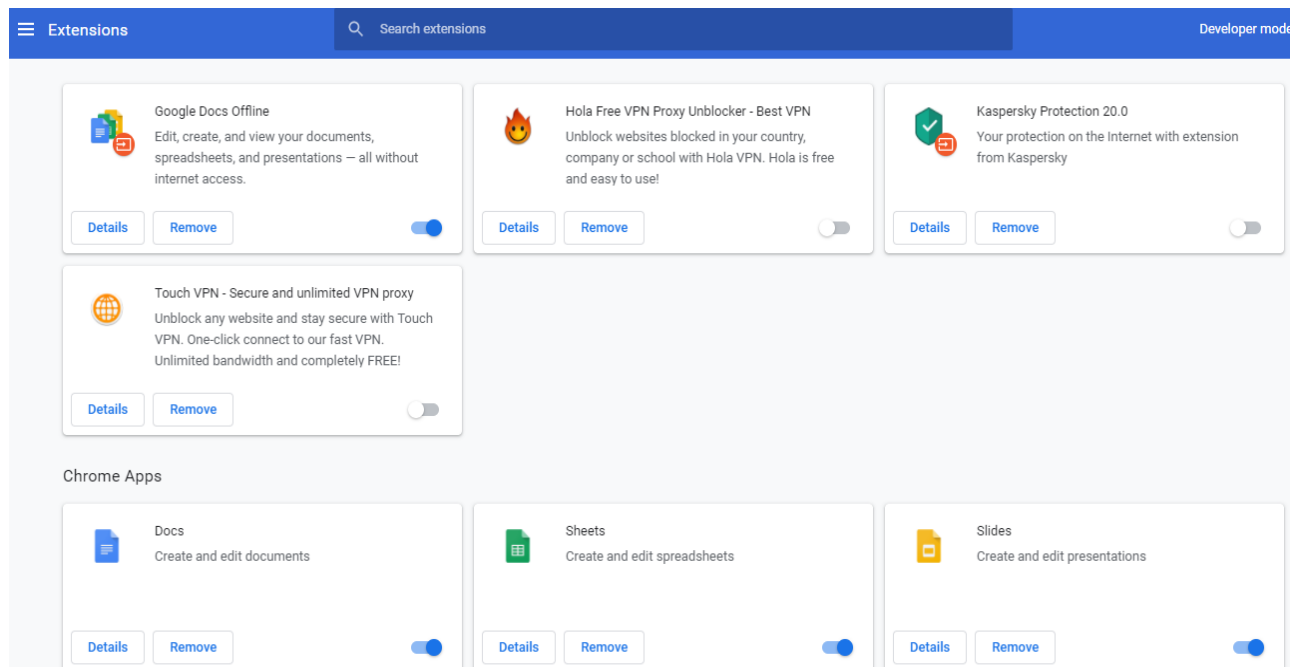 Extensions
Search extensions
Developer mode
Google Docs Offline
Edit, create, and view your documents,
spreadsheets, and presentations — all without
internet access.
Details
Remove
Hola Free VPN Proxy Unblocker - Best VPN
Unblock websites blocked in your country,
company or school with Hola VPN. Hola is free
and easy to use!
Details
Remove
Kaspersky Protection 20.0
Your protection on the Internet with extension
from Kaspersky
Details
Remove
Touch VPN - Secure and unlimited VPN proxy
Unblock any website and stay secure with Touch
VPN. One-click connect to our fast VPN.
Unlimited bandwidth and completely FREE!
Details
Remove
Chrome Apps
Docs
Create and edit documents
Details
Remove
Sheets
Create and edit spreadsheets
Details
Remove
Slides
Create and edit presentations
Details
Remove